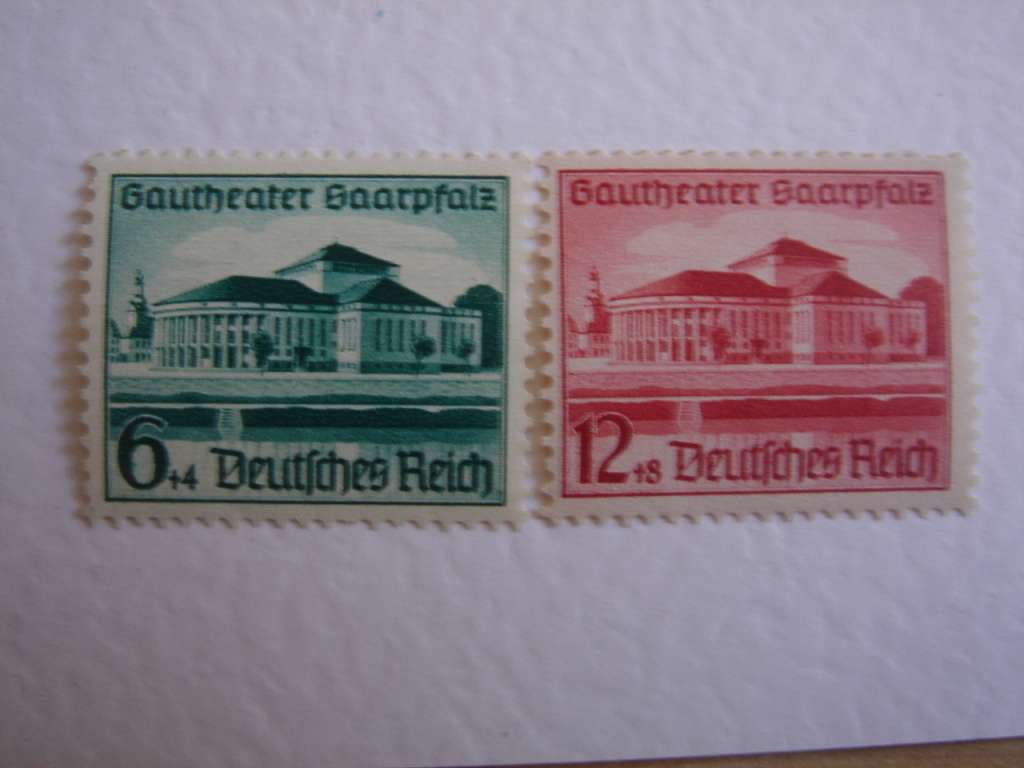 Gautheater Saarpfalz
6+4 Deutsches Reich
Gautheater Saarpfalz
12+8 Deutsches Reich